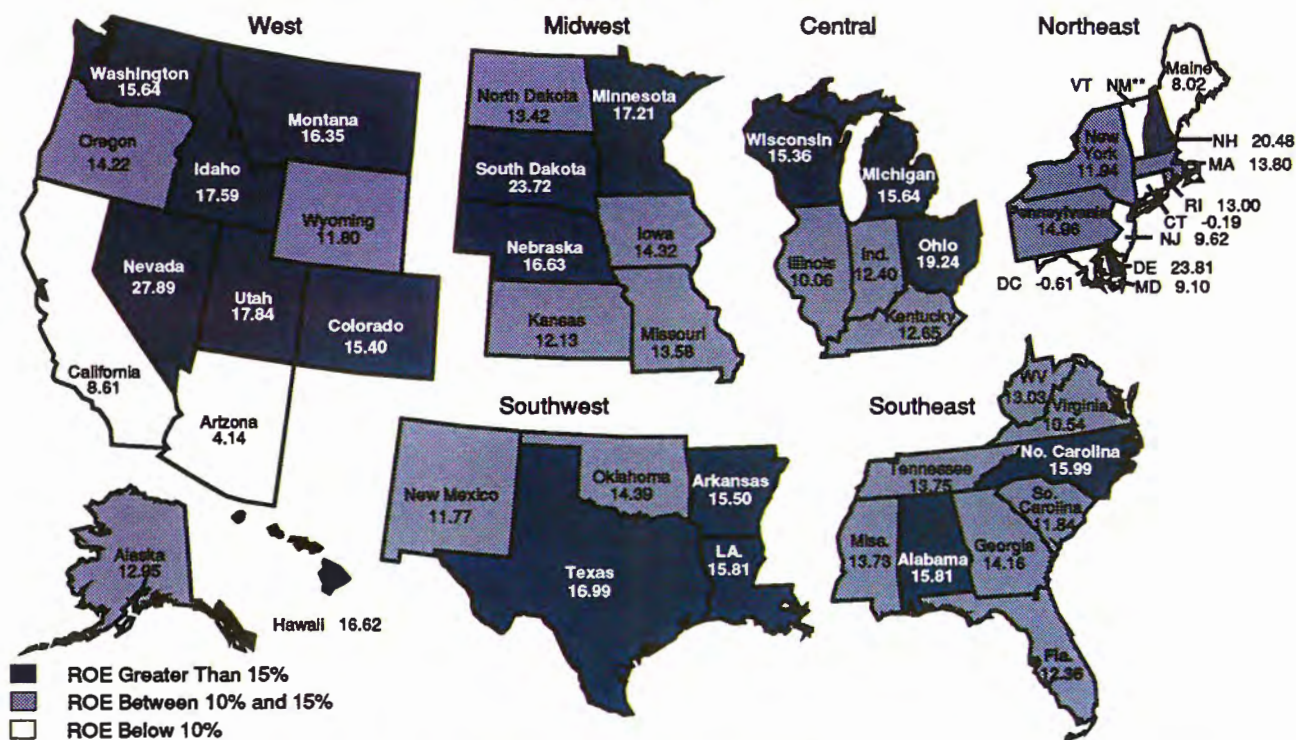 West
Midwest
Central
Northeast
Washington
15.64
Montana
16.35
Oregon
14.22
Idaho
17.59
Wyoming
11.80
Nevada
27.89
Utah
17.84
Colorado
15.40
California
8.61
Arizona
4.14
Alaska
12.95
Hawaii 16.62
North Dakota
13.42
Minnesota
17.21
South Dakota
23.72
Nebraska
16.63
Iowa
14.32
Kansas
12.13
Missouri
13.58
Wisconsin
15.36
Michigan
15.64
Illinois
10.06
Ind.
12.40
Ohio
19.24
Kentucky
12.65
Maine
8.02
VT NM**
New
York
11.94
NH 20.48
MA 13.80
RI 13.00
CT -0.19
NJ 9.62
Pennsylvania
14.96
DE 23.81
DC -0.61
MD 9.10
Southwest
Southeast
New Mexico
11.77
Oklahoma
14.39
Arkansas
15.50
Texas
16.99
LA.
15.81
WV
13.03
Virginia
10.54
No. Carolina
15.99
Tennessee
13.75
So.
Carolina
11.84
Miss.
13.73
Alabama
15.81
Georgia
14.16
Fla.
12.36
ROE Greater Than 15%
ROE Between 10% and 15%
ROE Below 10%